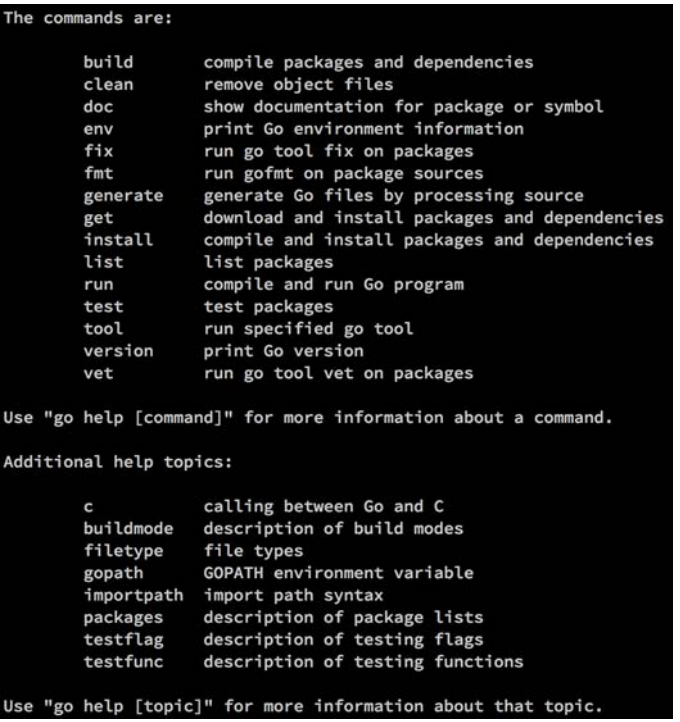 The commands are:
build compile packages and dependencies
clean remove object files
doc show documentation for package or symbol
env print Go environment information
fix run go tool fix on packages
fmt run gofmt on package sources
generate generate Go files by processing source
get download and install packages and dependencies
install compile and install packages and dependencies
list list packages
run compile and run Go program
test test packages
tool run specified go tool
version print Go version
vet run go tool vet on packages
Use "go help [command]" for more information about a command.
Additional help topics:
c calling between Go and C
buildmode description of build modes
filetype file types
gopath GOPATH environment variable
importpath import path syntax
packages description of package lists
testflag description of testing flags
testfunc description of testing functions
Use "go help [topic]" for more information about that topic.